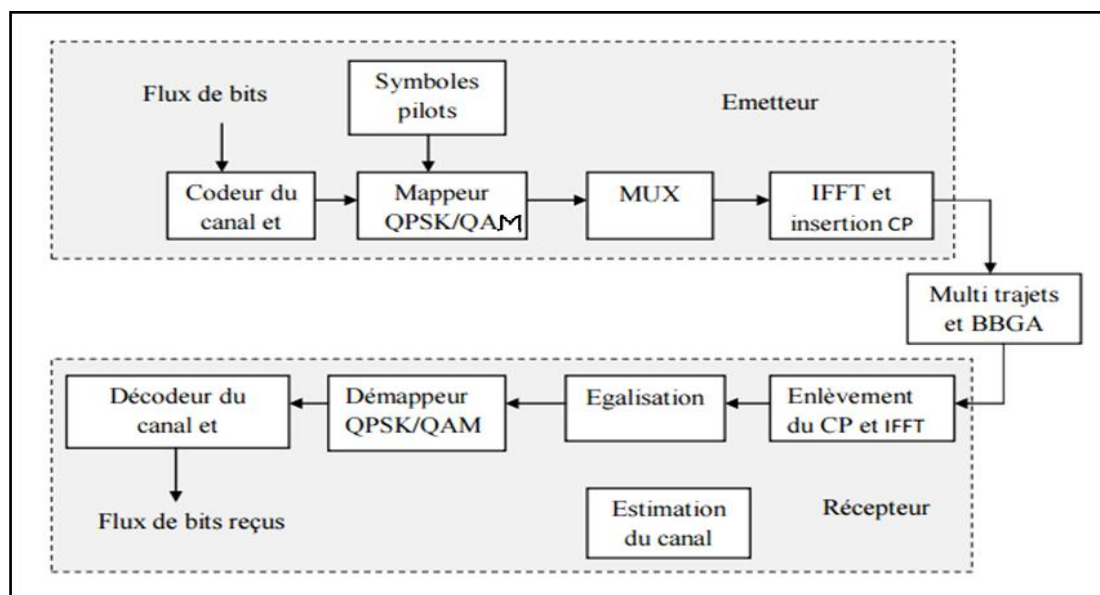 Flux de bits
Symboles
pilots
Emetteur
Codeur du
canal et
Mappeur
QPSK/QAM
MUX
IFFT et
insertion CP
Multi trajets
et BBGA
Décodeur du
canal et
Démappeur
QPSK/QAM
Egalisation
Enlèvement
du CP et IFFT
Flux de bits reçus
Estimation
du canal
Récepteur